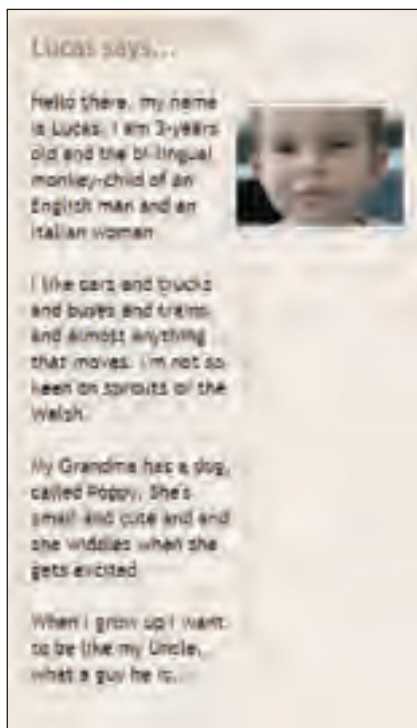 Lucas says...
Hello there, my name
is Lucas. I am 3-years
old and the bi-lingual
monkey-child of an
English man and an
Italian woman
I like cars and trucks
and buses and trains
and almost anything
that moves. I'm not so
keen on sprouts or the
Welsh.
My Grandma has a dog,
called Poppy. She's
small and cute and and
she widdles when she
gets excited
When I grow up I want
to be like my Uncle,
what a guy he is...